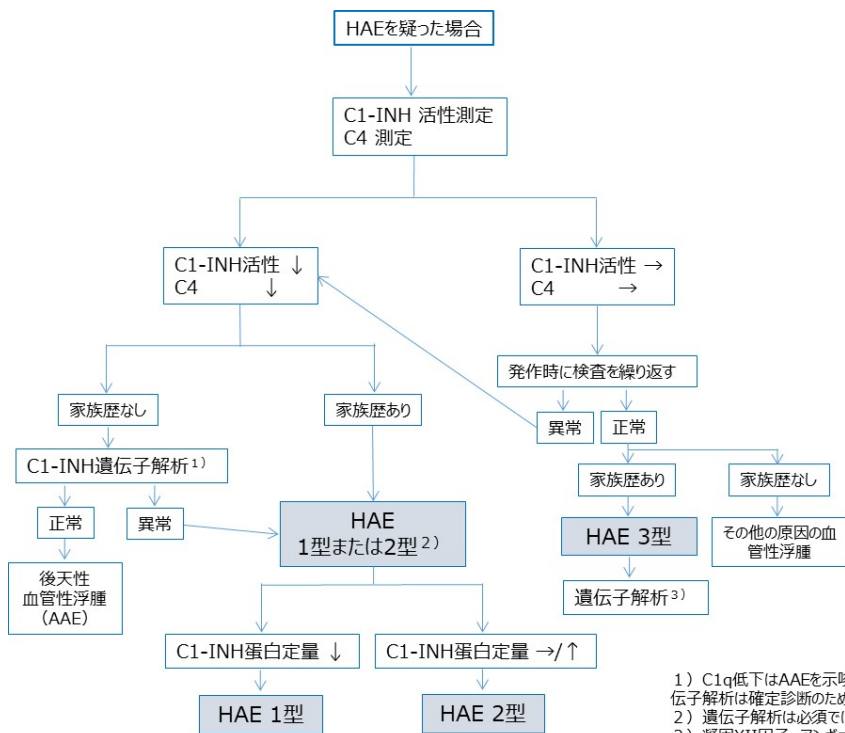 HAEを疑った場合
C1-INH 活性測定
C4 測定
C1-INH活性 ↓
C4 ↓
C1-INH活性 →
C4 →
発作時に検査を繰り返す
家族歴なし
家族歴あり
異常
正常
C1-INH遺伝子解析1)
家族歴あり
家族歴なし
正常
異常
HAE
1型または2型2)
HAE 3型
その他の原因の血
管性浮腫
後天性
血管性浮腫
(AAE)
遺伝子解析3)
C1-INH蛋白定量 ↓
C1-INH蛋白定量 →/↑
HAE 1型
HAE 2型
1)C1q低下はAAEを示
伝子解析は確定診断のため
2)遺伝子解析は必須で